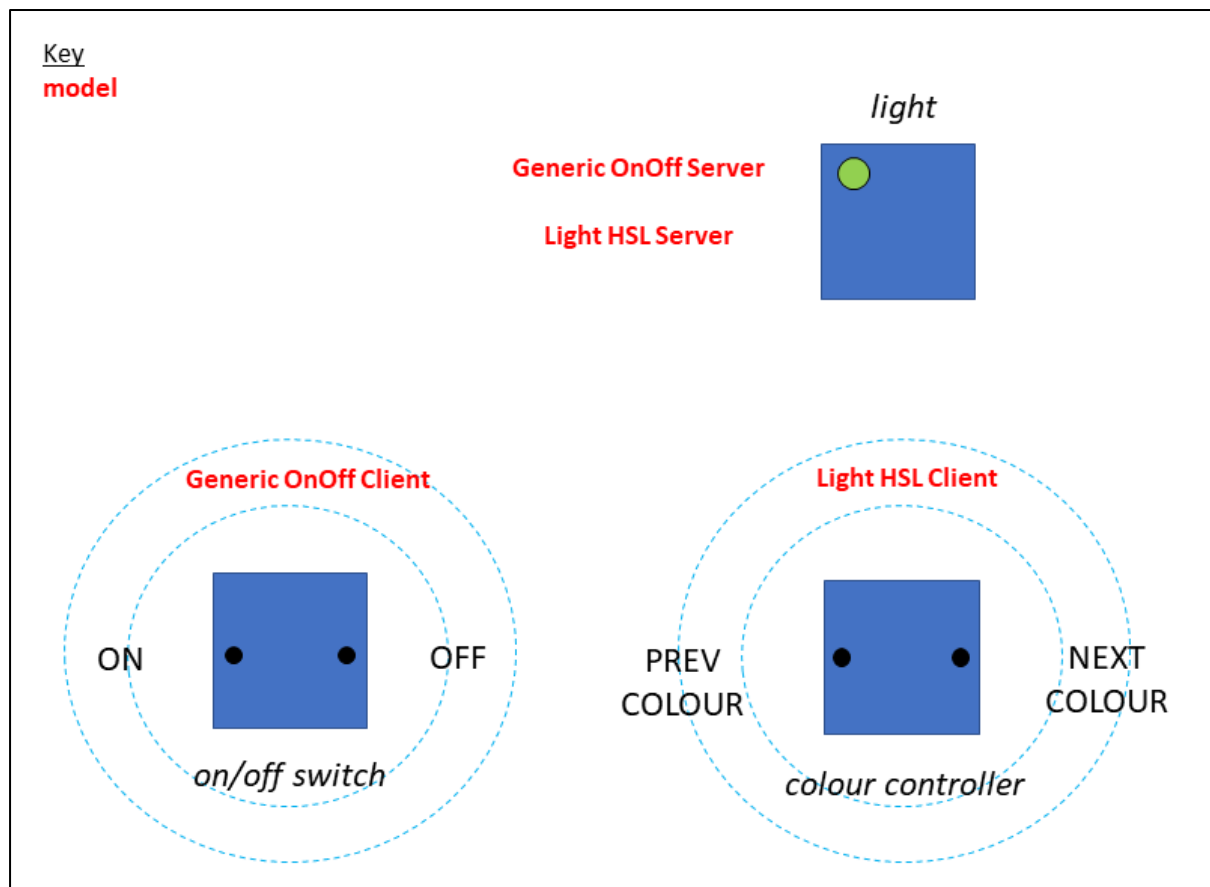 Key
model
light
Generic OnOff Server
Light HSL Server
Generic OnOff Client
ON
OFF
on/off switch
Light HSL Client
PREV
COLOUR
NEXT
COLOUR
colour controller